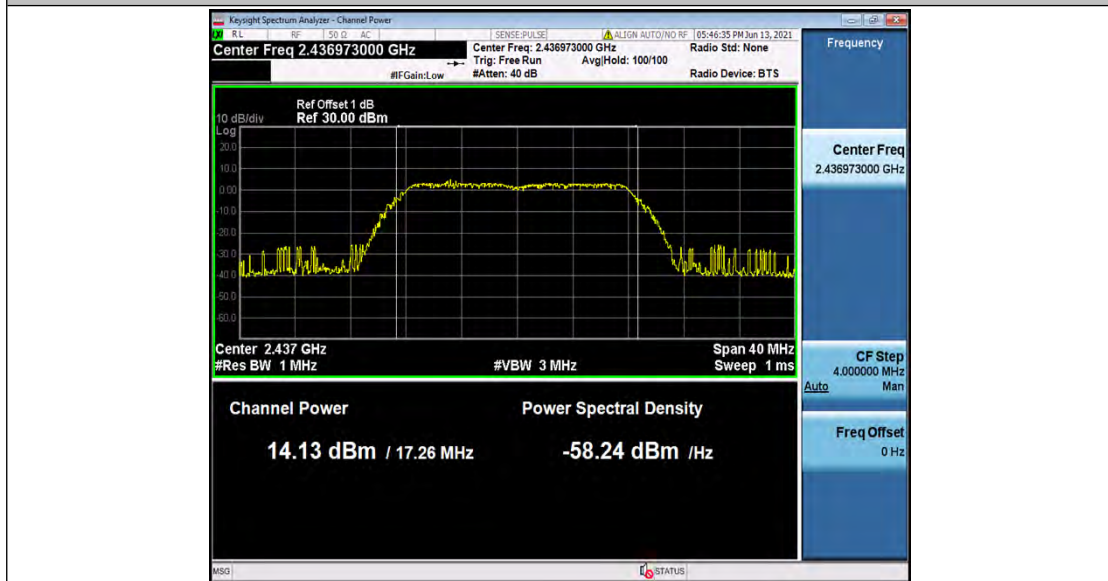 Keysight Spectrum Analyzer - Channel Power
RL RF 50 Ω AC SENSE:PULSE ALIGN AUTO/NO RF 05:46:35 PM Jun 13, 2021
Center Freq 2.436973000 GHz
Center Freq: 2.436973000 GHz Radio Std: None
Trig: Free Run Avg|Hold: 100/100
#IFGain:Low #Atten: 40 dB Radio Device: BTS
Frequency
Ref Offset 1 dB
10 dB/div Ref 30.00 dBm
Log
20.0
10.0
0.00
-10.0
-20.0
-30.0
-40.0
-50.0
-60.0
Center 2.437 GHz Span 40 MHz
#Res BW 1 MHz #VBW 3 MHz Sweep 1 ms
Channel Power Power Spectral Density
14.13 dBm / 17.26 MHz -58.24 dBm /Hz
Center Freq
2.436973000 GHz
CF Step
4.000000 MHz
Auto Man
Freq Offset
0 Hz
MSG STATUS